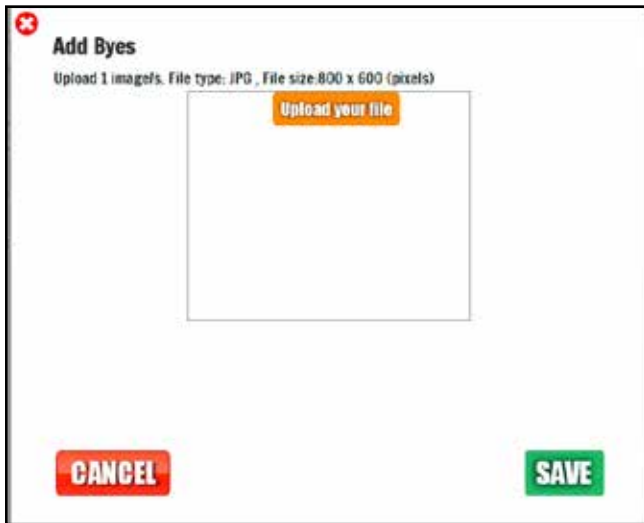 Add Byes
Upload 1 image/s. File type: JPG , File size:800 x 600 (pixels)
Upload your file
CANCEL
SAVE